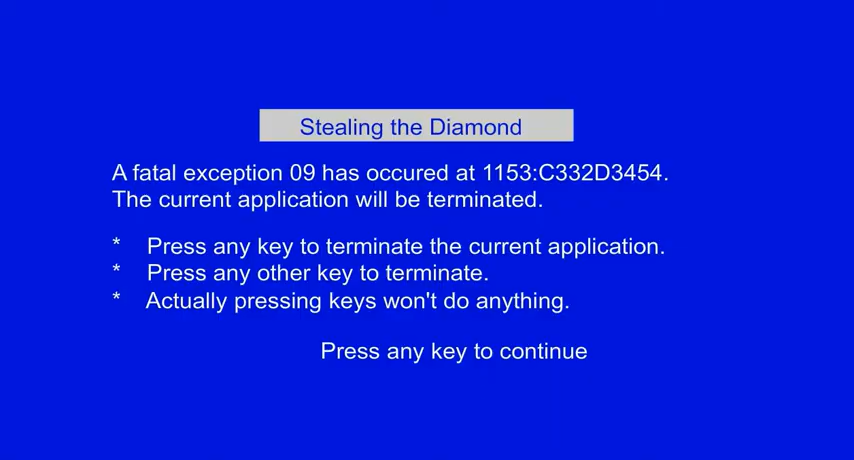 Stealing the Diamond
A fatal exception 09 has occured at 1153:C332D3454.
The current application will be terminated.
* Press any key to terminate the current application.
* Press any other key to terminate.
* Actually pressing keys won't do anything.
Press any key to continue